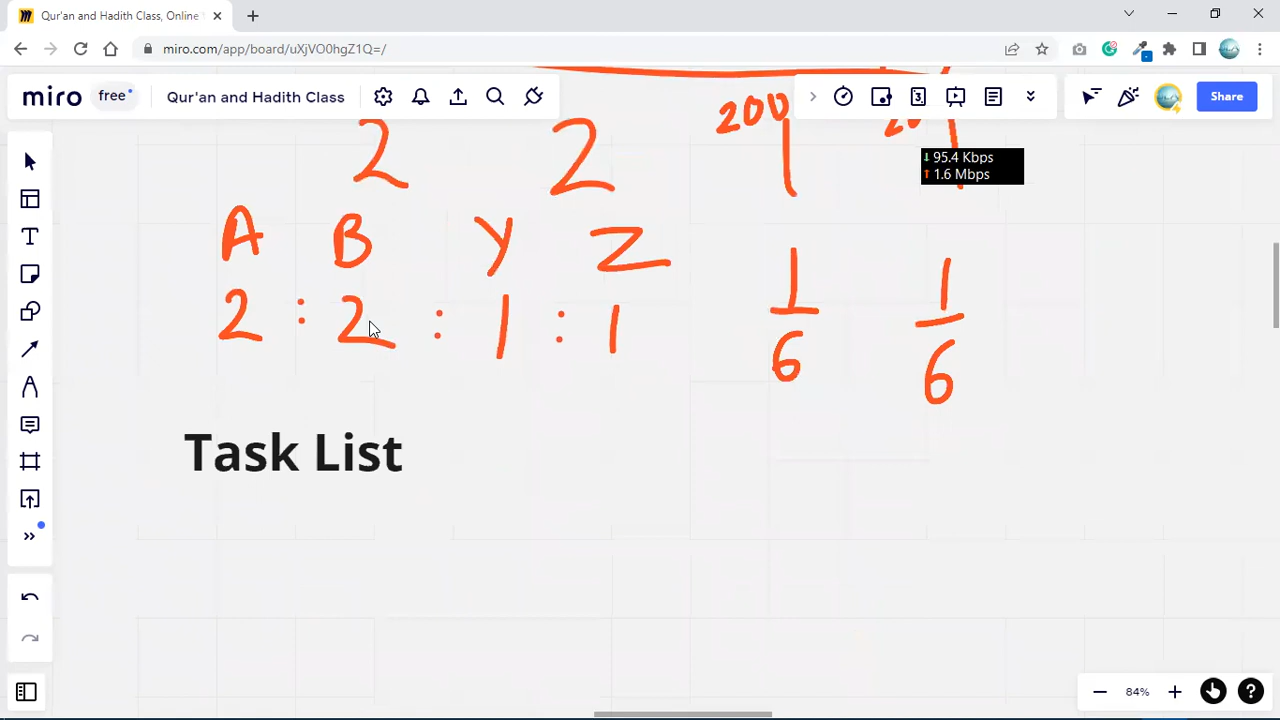 Qur'an and Hadith Class, Online
miro.com/app/board/uXjVO0hgZ1Q=/
miro free Qur'an and Hadith Class
3
Share
↓ 95.4 Kbps
↑ 1.6 Mbps
2 2 200 20
A B Y Z
2 : 2 : 1 : 1
1/6 1/6
Task List
84%